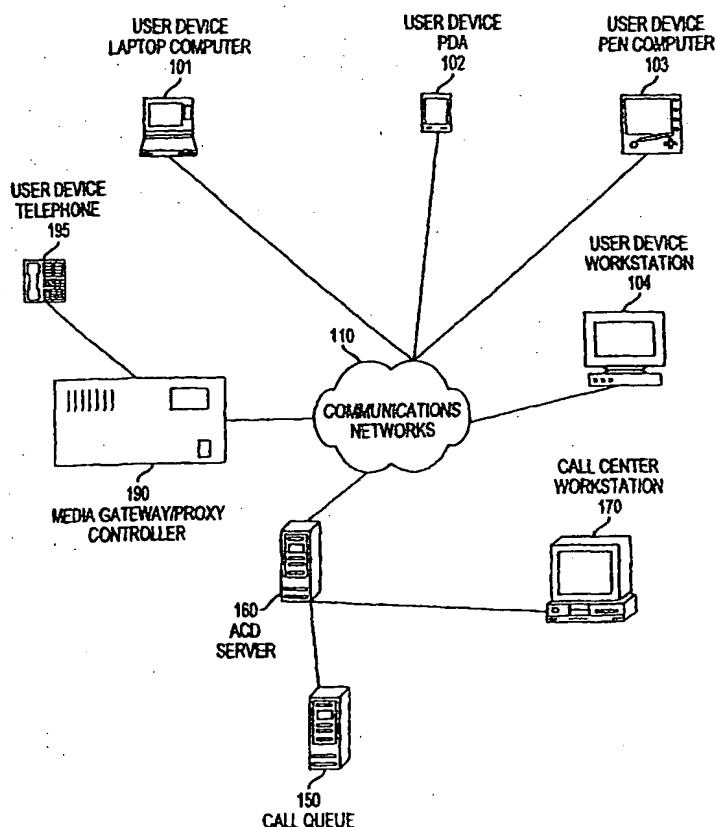 USER DEVICE
LAPTOP COMPUTER
101
USER DEVICE
PDA
102
USER DEVICE
PEN COMPUTER
103
USER DEVICE
TELEPHONE
195
USER DEVICE
WORKSTATION
104
110
COMMUNICATIONS
NETWORKS
190
MEDIA GATEWAY/PROXY
CONTROLLER
CALL CENTER
WORKSTATION
170
160
ACD
SERVER
150
CALL QUEUE